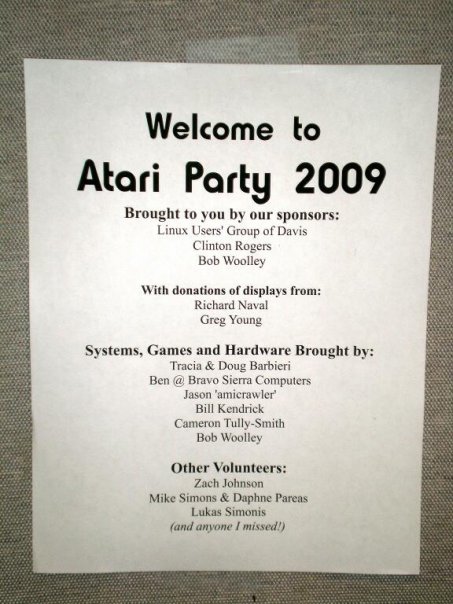 Welcome to
Atari Party 2009
Brought to you by our sponsors:
Linux Users' Group of Davis
Clinton Rogers
Bob Woolley
With donations of displays from:
Richard Naval
Greg Young
Systems, Games and Hardware Brought by:
Tracia & Doug Barbieri
Ben @ Bravo Sierra Computers
Jason 'amicrawler'
Bill Kendrick
Cameron Tully-Smith
Bob Woolley
Other Volunteers:
Zach Johnson
Mike Simons & Daphne Pareas
Lukas Simonis
(and anyone I missed!)